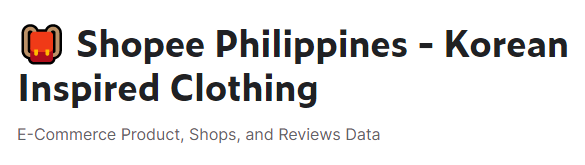 Shopee Philippines - Korean
Inspired Clothing
E-Commerce Product, Shops, and Reviews Data